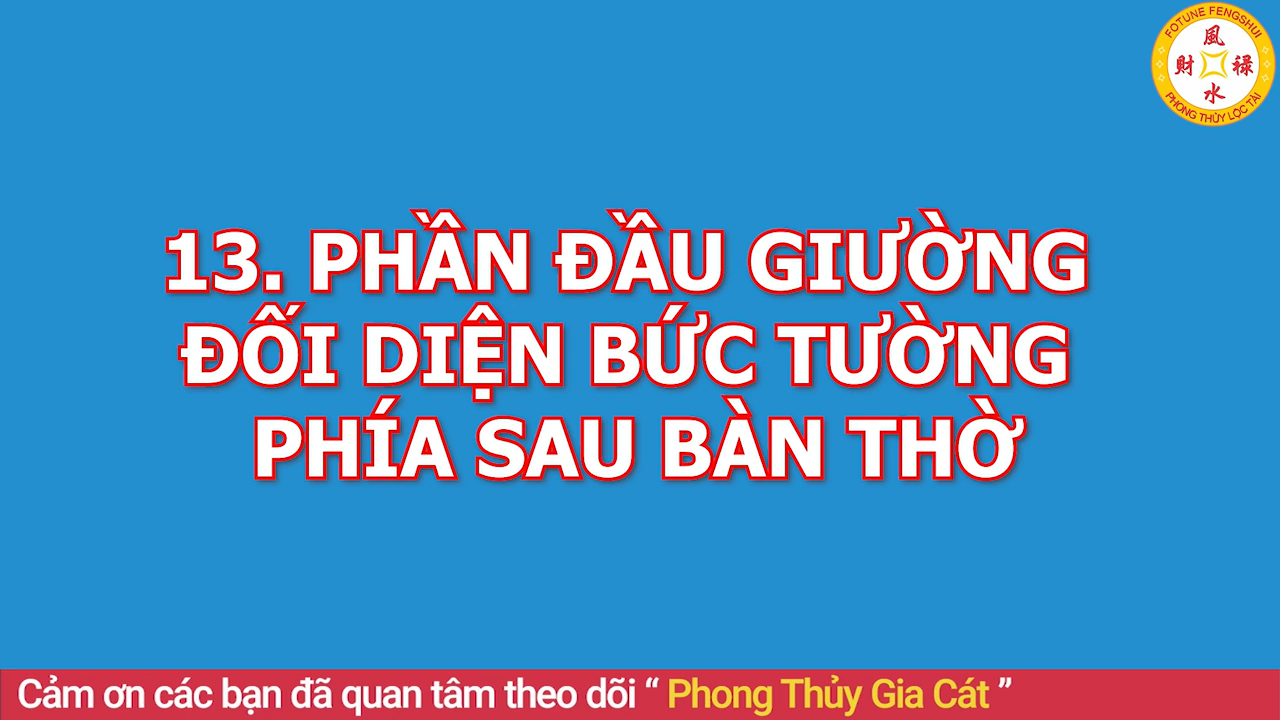 FOTUNE FENGSHUI
風
財 禄
水
PHONG THỦY LỘC TÀI
13. PHẦN ĐẦU GIƯỜNG
ĐỐI DIỆN BỨC TƯỜNG
PHÍA SAU BÀN THỜ
Cảm ơn các bạn đã quan tâm theo dõi “ Phong Thủy Gia Cát ”